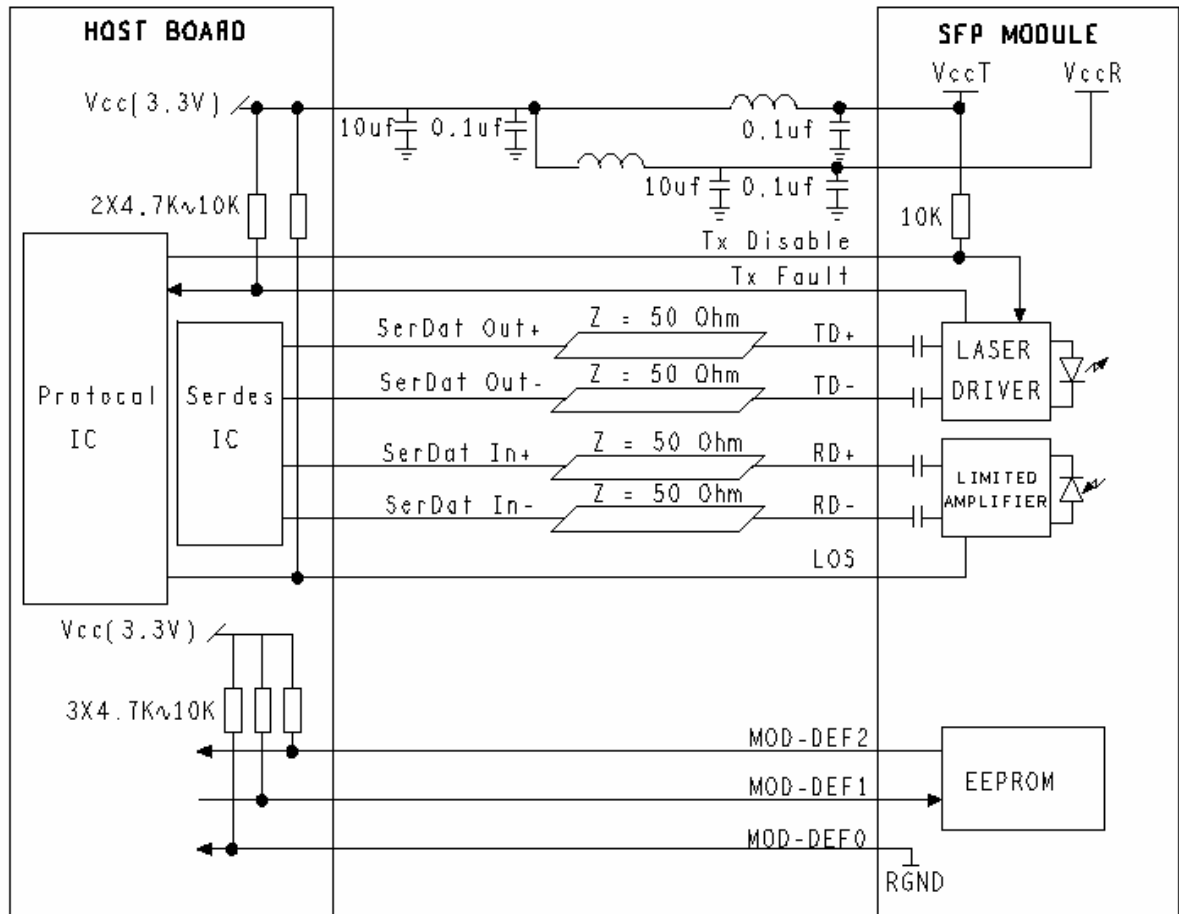 HOST BOARD
SFP MODULE
VccT
VccR
Vcc(3.3V)
10uf
0.1uf
0.1uf
10uf
0.1uf
2X4.7K~10K
10K
Tx Disable
Tx Fault
SerDat Out+
Z = 50 Ohm
TD+
SerDat Out-
Z = 50 Ohm
TD-
LASER
DRIVER
Protocal
IC
Serdes
IC
SerDat In+
Z = 50 Ohm
RD+
SerDat In-
Z = 50 Ohm
RD-
LIMITED
AMPLIFIER
LOS
Vcc(3.3V)
3X4.7K~10K
MOD-DEF2
MOD-DEF1
MOD-DEF0
EEPROM
RGND